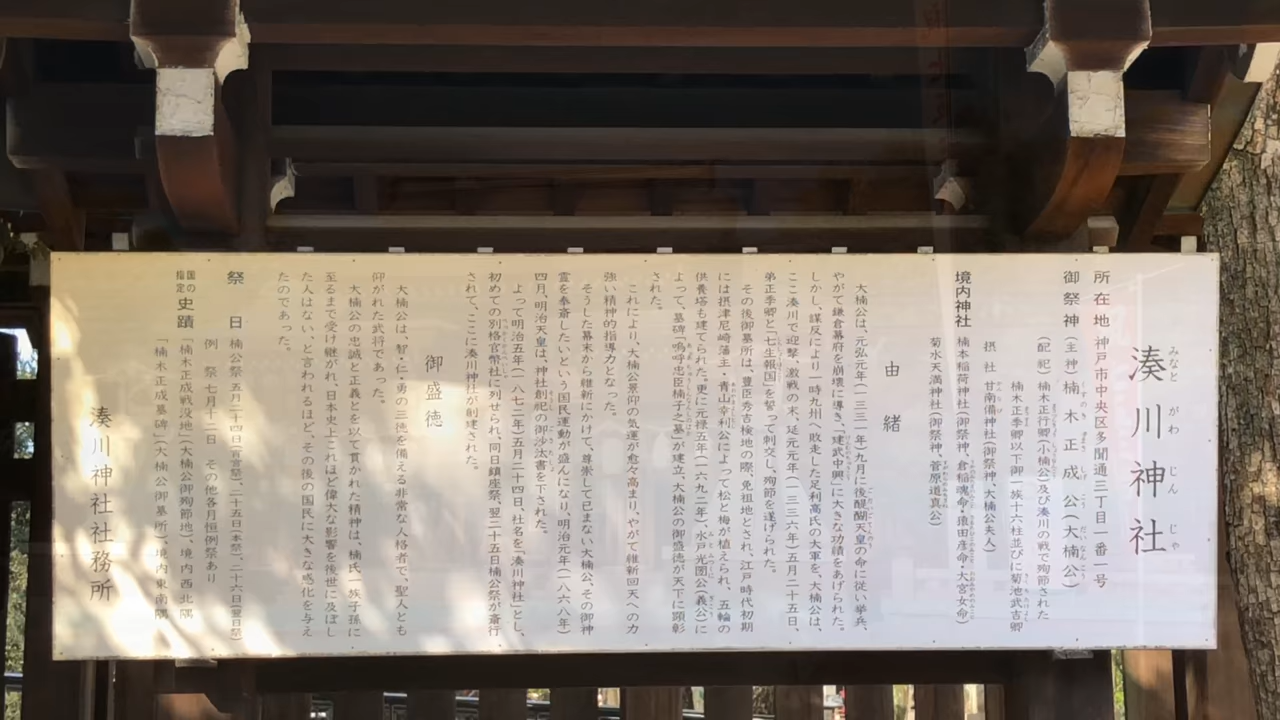 湊川神社
みなとがわじんじゃ
所在地 神戸市中央区多聞通三丁目一番一号
御祭神 (主神) 楠木正成公(大楠公)
くすのきまさしげこう だいなんこう
(配祀) 楠木正行卿(小楠公)及び湊川の戦で殉節された
楠木正季卿以下御一族十六柱並びに菊池武吉卿
摂社 甘南備神社(御祭神、大楠公夫人)
境内神社 楠本稲荷神社(御祭神、倉稲魂命・猿田彦命・大宮女命)
菊水天満神社(御祭神、菅原道真公)
由緒
大楠公は、元弘元年(一三三一年)九月に後醍醐天皇の命に従い挙兵、
やがて鎌倉幕府を崩壊に導き、「建武中興」に大きな功績をあげられた。
しかし、謀反により一時九州へ敗走した足利高氏の大軍を、大楠公は、
ここ湊川で迎撃、激戦の末、延元元年(一三三六年)五月二十五日、
弟正季卿と「七生報国」を誓って刺交し、殉節を遂げられた。
その後御墓所は、豊臣秀吉検地の際、免租地とされ、江戸時代初期
には摂津尼崎藩主・青山幸利公によって松と梅が植えられ、五輪の
供養塔も建てられた。更に元禄五年(一六九二年)、水戸光圀公(義公)に
よって、墓碑「嗚呼忠臣楠子之墓」が建立、大楠公の御盛徳が天下に顕彰
された。
これにより、大楠公景仰の気運が愈々高まり、やがて維新回天への力
強い精神的指導力となった。
そうした幕末から維新にかけて、尊崇して已まない大楠公、その御神
霊を奉斎したいという国民運動が盛んになり、明治元年(一八六八年)
四月、明治天皇は、神社創祀の御沙汰書を下された。
よって明治五年(一八七二年)五月二十四日、社名を「湊川神社」とし、
初めての別格官幣社に列せられ、同日鎮座祭、翌二十五日楠公祭が斎行
されて、ここに湊川神社が創建された。
御盛徳
大楠公は、智・仁・勇の三徳を備える非常な人格者で、聖人とも
仰がれた武将であった。
大楠公の忠誠と正義とを以て貫かれた精神は、楠氏一族子孫に
至るまで受け継がれ、日本史上これほど偉大な影響を後世に及ぼし
た人はない、と言われるほど、その後の国民に大きな感化を与え
たのであった。
祭日 楠公祭 五月二十四日(宵宮祭)、二十五日(本祭)、二十六日(翌日祭)
例祭 七月十二日 その他各月恒例祭あり
国の指定 史蹟 「楠木正成戦没地」(大楠公御殉節地)、境内西北隅
「楠木正成墓碑」(大楠公御墓所)、境内東南隅
湊川神社社務所